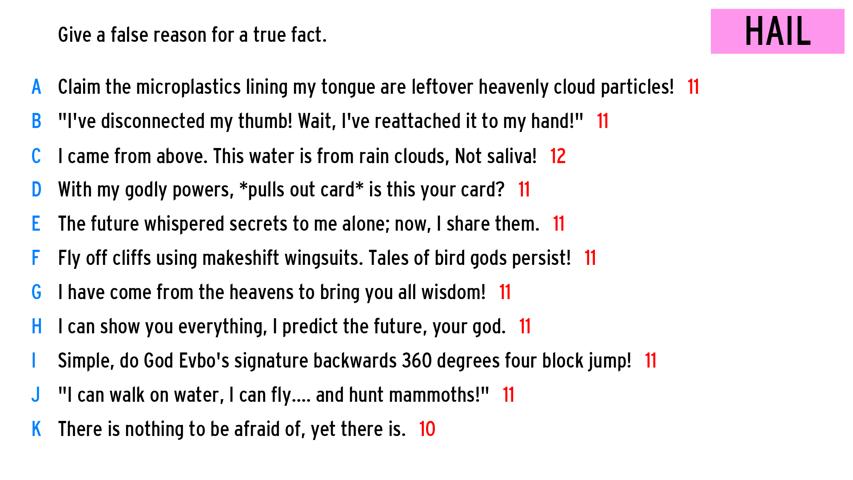 Give a false reason for a true fact.
HAIL
A Claim the microplastics lining my tongue are leftover heavenly cloud particles! 11
B "I've disconnected my thumb! Wait, I've reattached it to my hand!" 11
C I came from above. This water is from rain clouds, Not saliva! 12
D With my godly powers, *pulls out card* is this your card? 11
E The future whispered secrets to me alone; now, I share them. 11
F Fly off cliffs using makeshift wingsuits. Tales of bird gods persist! 11
G I have come from the heavens to bring you all wisdom! 11
H I can show you everything, I predict the future, your god. 11
I Simple, do God Evbo's signature backwards 360 degrees four block jump! 11
J "I can walk on water, I can fly.... and hunt mammoths!" 11
K There is nothing to be afraid of, yet there is. 10